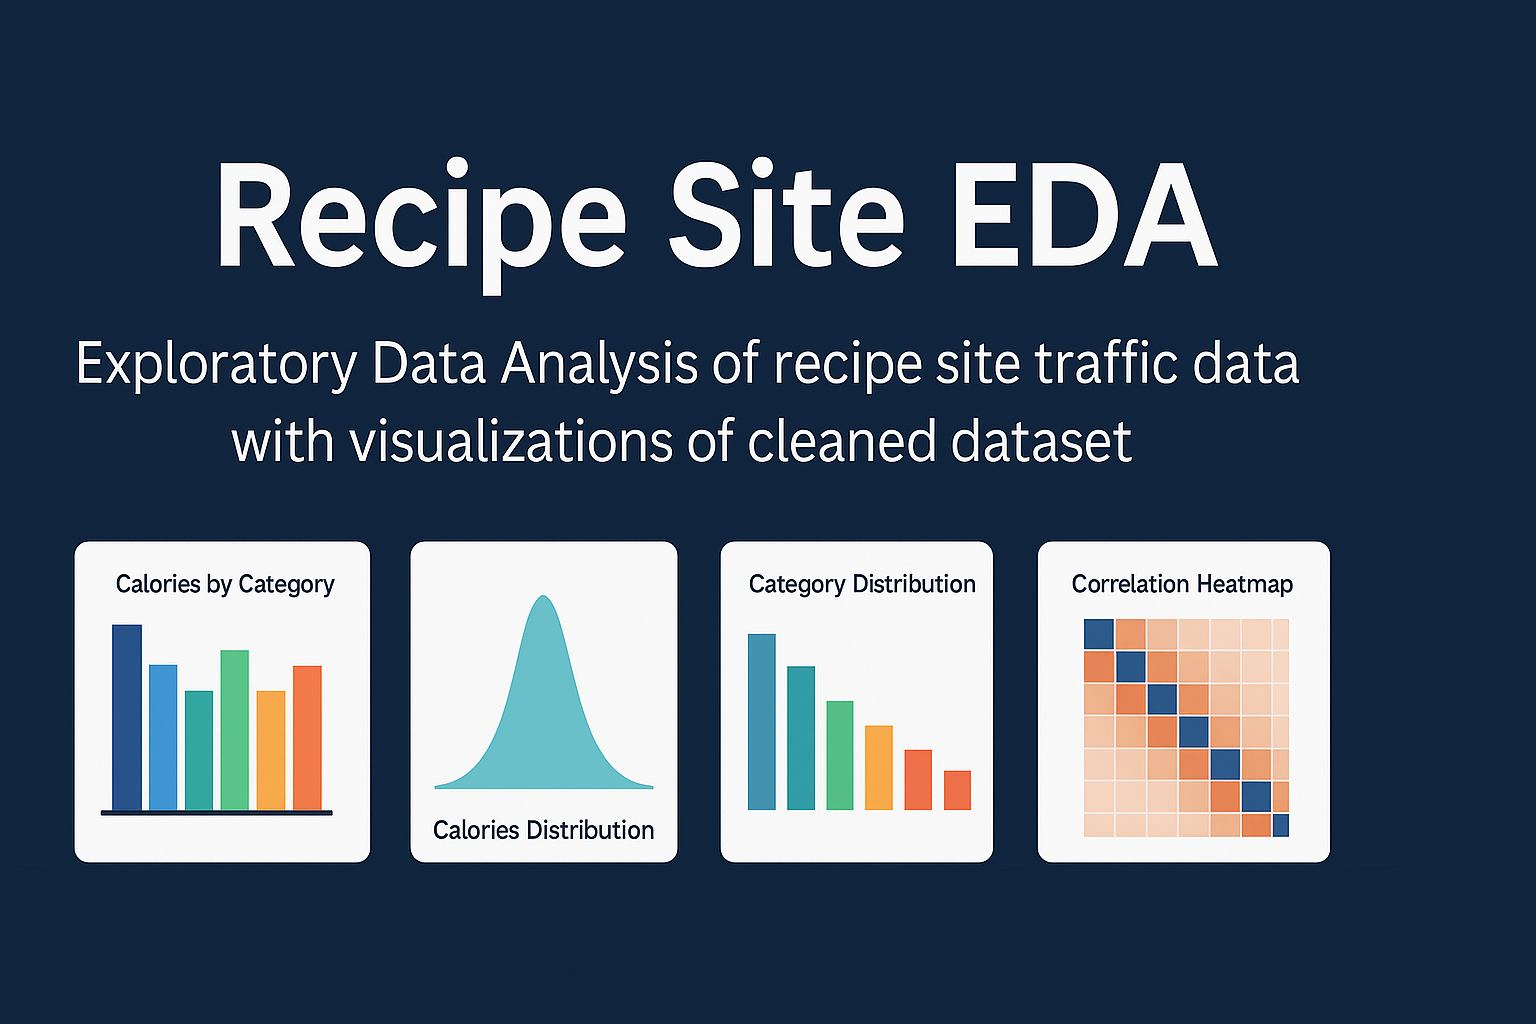 Recipe Site EDA
Exploratory Data Analysis of recipe site traffic data
with visualizations of cleaned dataset
Calories by Category
Calories Distribution
Category Distribution
Correlation Heatmap